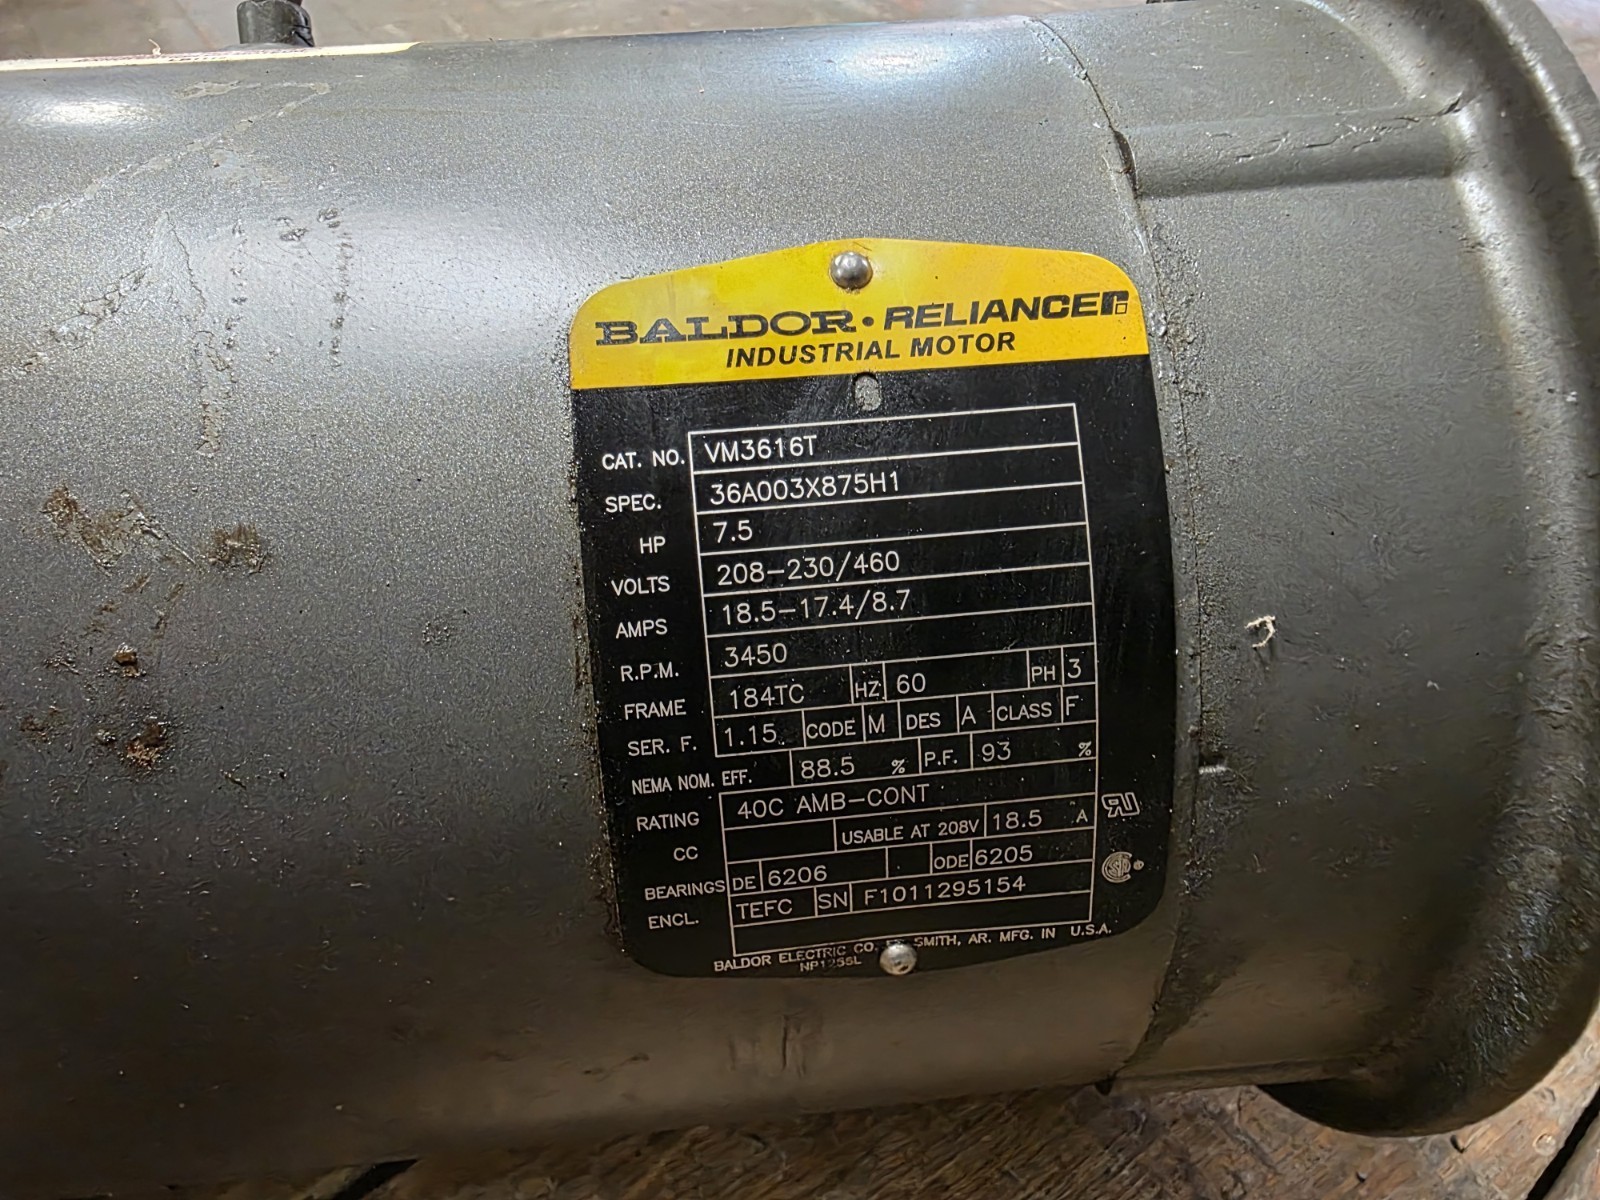 BALDOR • RELIANCER
INDUSTRIAL MOTOR
CAT. NO. VM3616T
SPEC. 36A003X875H1
HP 7.5
VOLTS 208-230/460
AMPS 18.5-17.4/8.7
R.P.M. 3450
FRAME 184TC HZ 60 PH 3
SER. F. 1.15 CODE M DES A CLASS F
NEMA NOM. EFF. 88.5 % P.F. 93 %
RATING 40C AMB-CONT
CC USABLE AT 208V 18.5 A
BEARINGS DE 6206 ODE 6205
ENCL. TEFC SN F1011295154
BALDOR ELECTRIC CO. SMITH, AR. MFG. IN U.S.A.